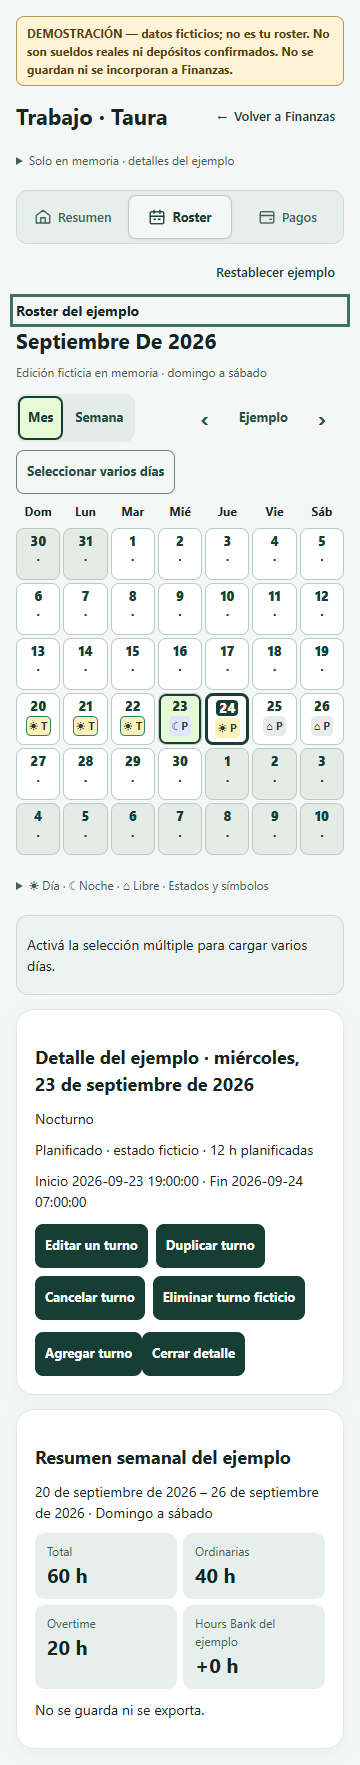 DEMOSTRACIÓN — datos ficticios; no es tu roster. No
son sueldos reales ni depósitos confirmados. No se
guardan ni se incorporan a Finanzas.
Trabajo · Taura
← Volver a Finanzas
▶ Solo en memoria · detalles del ejemplo
Resumen Roster Pagos
Restablecer ejemplo
Roster del ejemplo
Septiembre De 2026
Edición ficticia en memoria · domingo a sábado
Mes Semana ‹ Ejemplo ›
Seleccionar varios días
Dom Lun Mar Mié Jue Vie Sáb
30 31 1 2 3 4 5
· · · · · · ·
6 7 8 9 10 11 12
· · · · · · ·
13 14 15 16 17 18 19
· · · · · · ·
20 21 22 23 24 25 26
☀ T ☀ T ☀ T ☾ P ☀ P ⌂ P ⌂ P
27 28 29 30 1 2 3
· · · · · · ·
4 5 6 7 8 9 10
· · · · · · ·
▶ ☀ Día · ☾ Noche · ⌂ Libre · Estados y símbolos
Activá la selección múltiple para cargar varios
días.
Detalle del ejemplo · miércoles,
23 de septiembre de 2026
Nocturno
Planificado · estado ficticio · 12 h planificadas
Inicio 2026-09-23 19:00:00 · Fin 2026-09-24
07:00:00
Editar un turno Duplicar turno
Cancelar turno Eliminar turno ficticio
Agregar turno Cerrar detalle
Resumen semanal del ejemplo
20 de septiembre de 2026 – 26 de septiembre
de 2026 · Domingo a sábado
Total
60 h
Ordinarias
40 h
Overtime
20 h
Hours Bank del
ejemplo
+0 h
No se guarda ni se exporta.